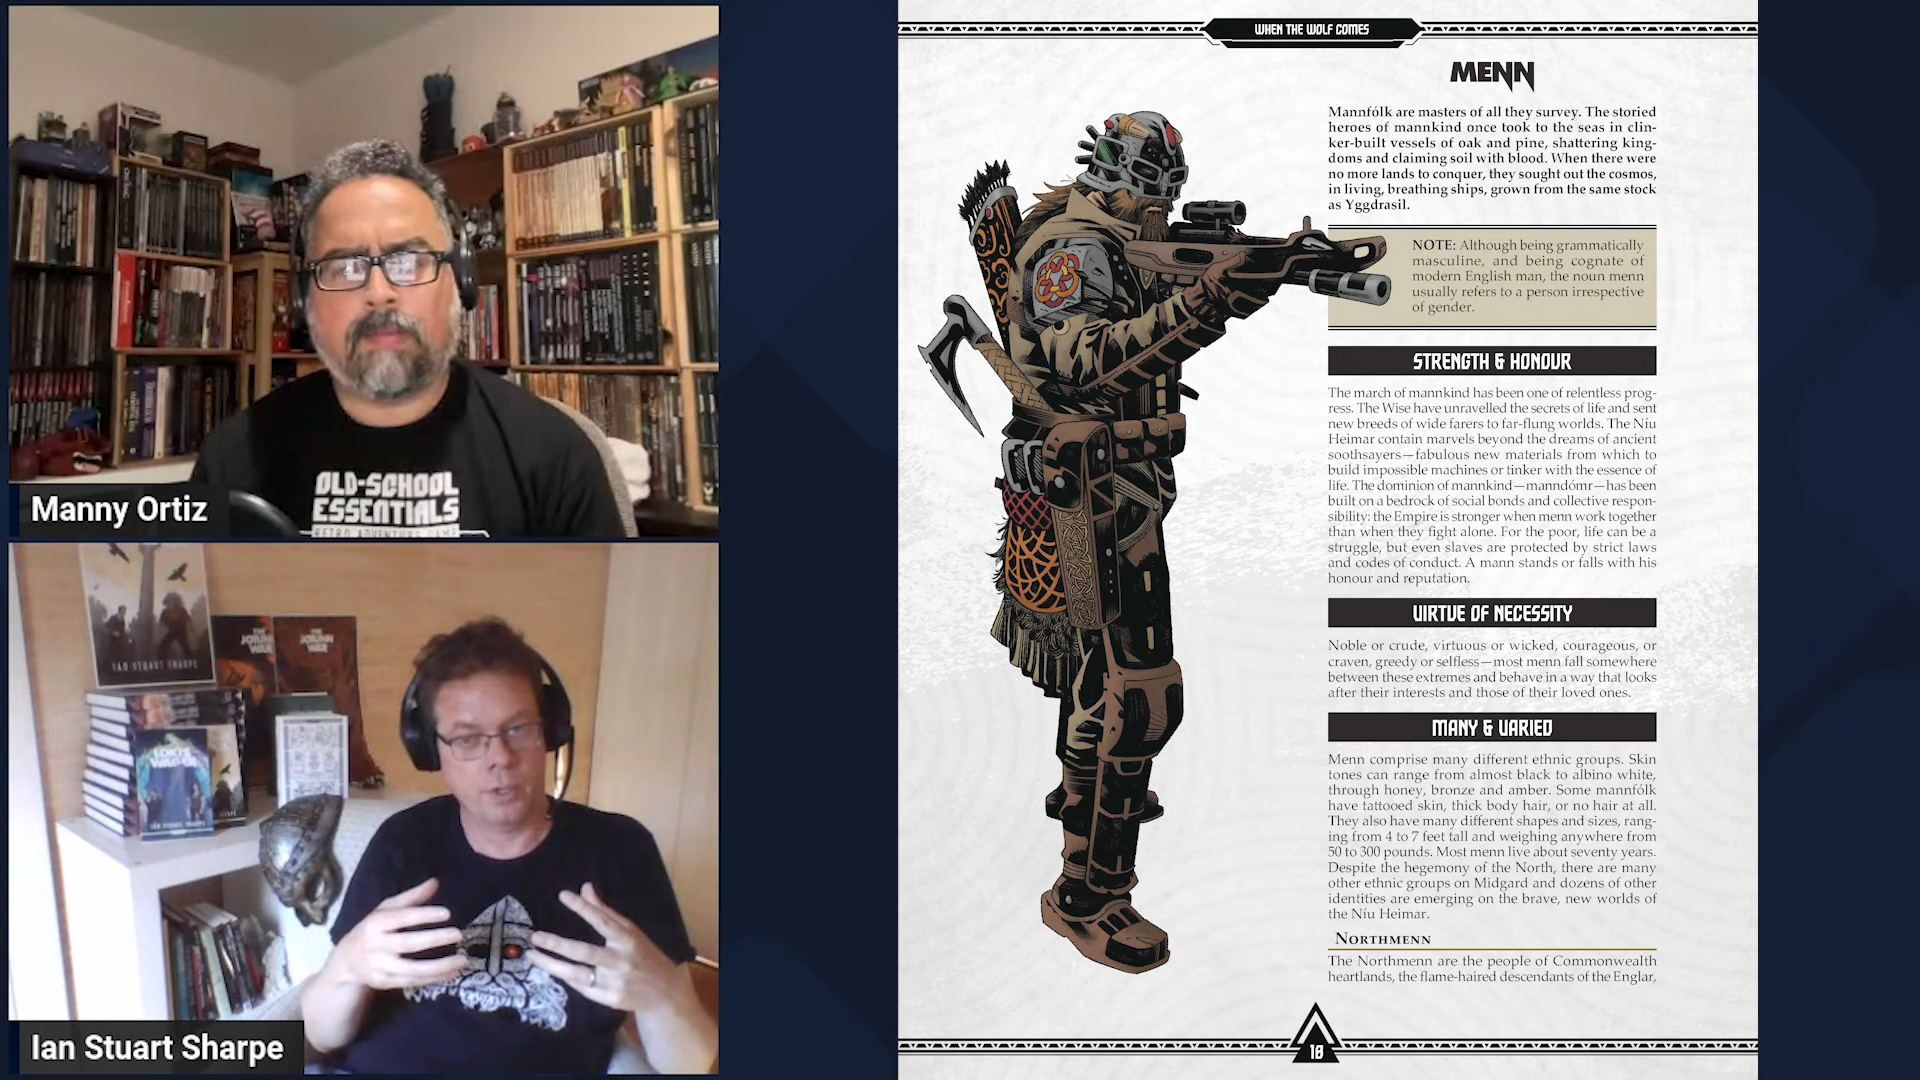 OLD-SCHOOL
ESSENTIALS
RETRO ADVENTURE GAME
Manny Ortiz
IAN STUART SHARPE
THE
JORUNN
WAR
LOKI'S
WAGER
IAN STUART SHARPE
Ian Stuart Sharpe
WHEN THE WOLF COMES
MENN
Mannfólk are masters of all they survey. The storied
heroes of mannkind once took to the seas in clin-
ker-built vessels of oak and pine, shattering king-
doms and claiming soil with blood. When there were
no more lands to conquer, they sought out the cosmos,
in living, breathing ships, grown from the same stock
as Yggdrasil.
NOTE: Although being grammatically
masculine, and being cognate of
modern English man, the noun menn
usually refers to a person irrespective
of gender.
STRENGTH & HONOUR
The march of mannkind has been one of relentless prog-
ress. The Wise have unravelled the secrets of life and sent
new breeds of wide farers to far-flung worlds. The Níu
Heimar contain marvels beyond the dreams of ancient
soothsayers—fabulous new materials from which to
build impossible machines or tinker with the essence of
life. The dominion of mannkind—manndómr—has been
built on a bedrock of social bonds and collective respon-
sibility: the Empire is stronger when menn work together
than when they fight alone. For the poor, life can be a
struggle, but even slaves are protected by strict laws
and codes of conduct. A mann stands or falls with his
honour and reputation.
VIRTUE OF NECESSITY
Noble or crude, virtuous or wicked, courageous, or
craven, greedy or selfless—most menn fall somewhere
between these extremes and behave in a way that looks
after their interests and those of their loved ones.
MANY & VARIED
Menn comprise many different ethnic groups. Skin
tones can range from almost black to albino white,
through honey, bronze and amber. Some mannfólk
have tattooed skin, thick body hair, or no hair at all.
They also have many different shapes and sizes, rang-
ing from 4 to 7 feet tall and weighing anywhere from
50 to 300 pounds. Most menn live about seventy years.
Despite the hegemony of the North, there are many
other ethnic groups on Midgard and dozens of other
identities are emerging on the brave, new worlds of
the Níu Heimar.
NORTHMENN
The Northmenn are the people of Commonwealth
heartlands, the flame-haired descendants of the Englar,
10